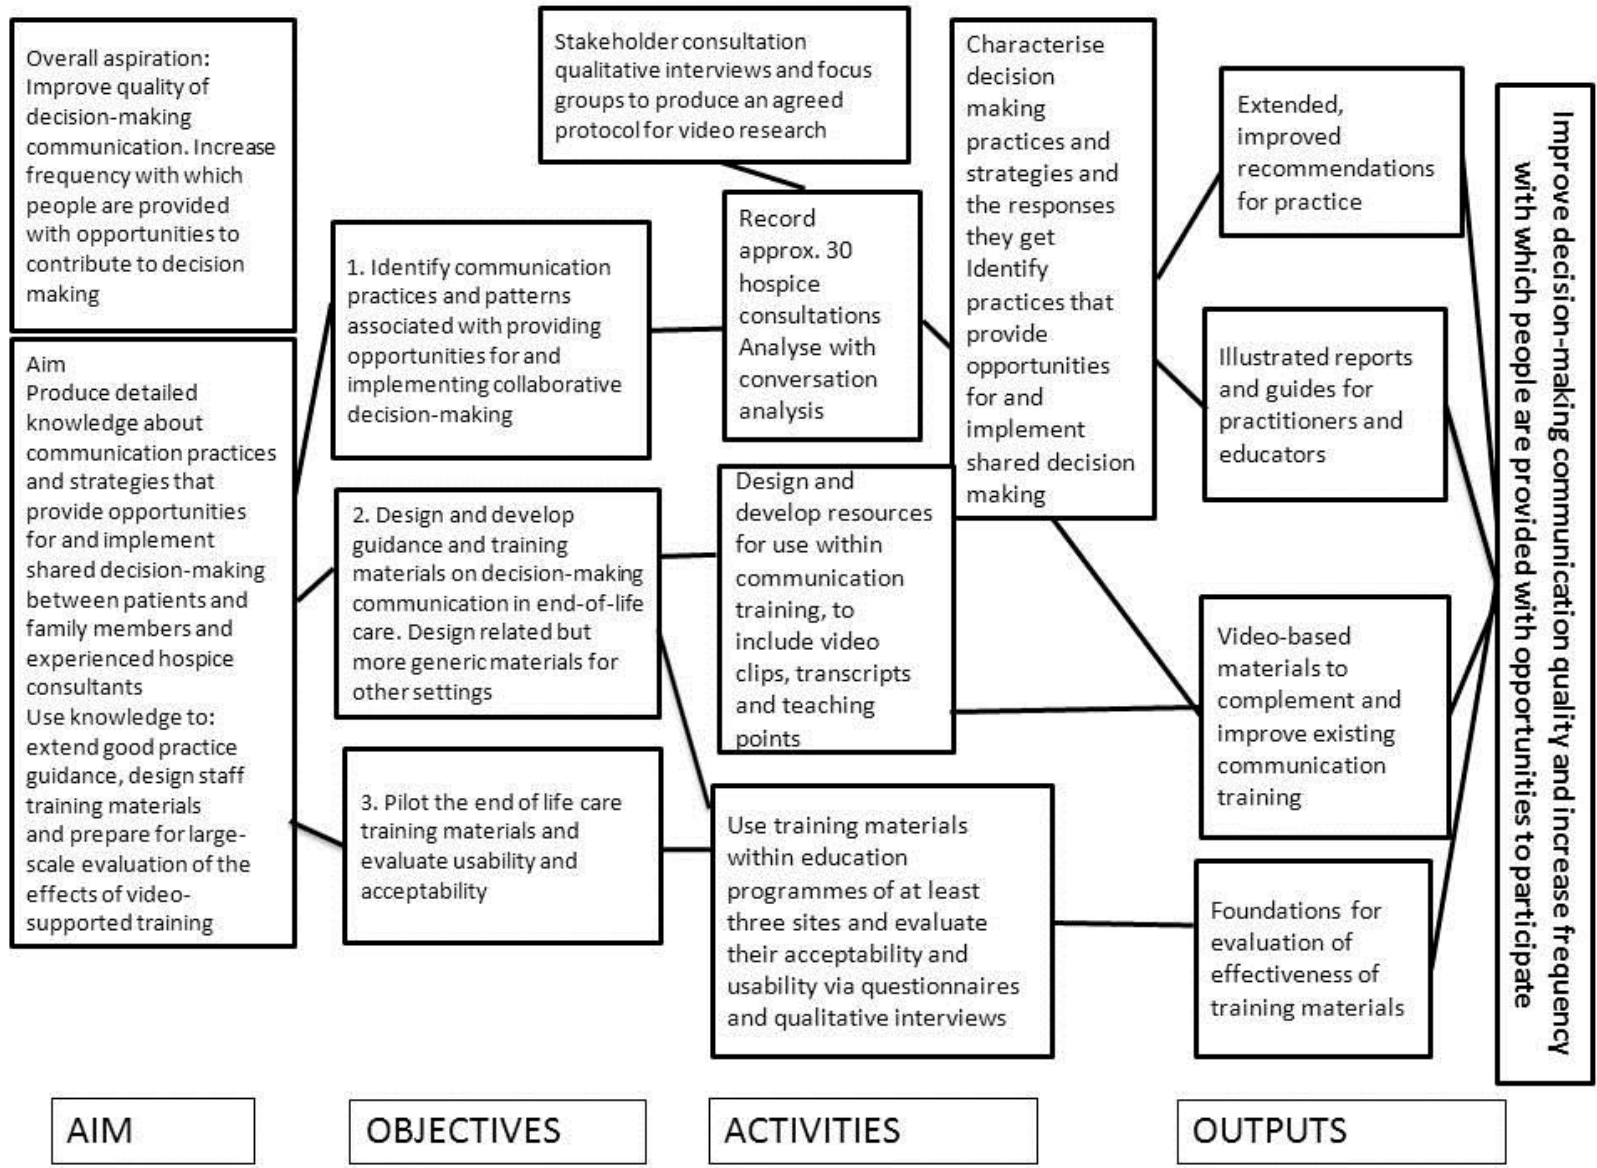 Overall aspiration:
Improve quality of
decision-making
communication. Increase
frequency with which
people are provided
with opportunities to
contribute to decision
making
Aim
Produce detailed
knowledge about
communication practices
and strategies that
provide opportunities
for and implement
shared decision-making
between patients and
family members and
experienced hospice
consultants
Use knowledge to:
extend good practice
guidance, design staff
training materials
and prepare for large-
scale evaluation of the
effects of video-
supported training
1. Identify communication
practices and patterns
associated with providing
opportunities for and
implementing collaborative
decision-making
2. Design and develop
guidance and training
materials on decision-making
communication in end-of-life
care. Design related but
more generic materials for
other settings
3. Pilot the end of life care
training materials and
evaluate usability and
acceptability
Stakeholder consultation
qualitative interviews and focus
groups to produce an agreed
protocol for video research
Record
approx. 30
hospice
consultations
Analyse with
conversation
analysis
Design and
develop resources
for use within
communication
training, to
include video
clips, transcripts
and teaching
points
Use training materials
within education
programmes of at least
three sites and evaluate
their acceptability and
usability via questionnaires
and qualitative interviews
Characterise
decision
making
practices and
strategies and
the responses
they get
Identify
practices that
provide
opportunities
for and
implement
shared decision
making
Extended,
improved
recommendations
for practice
Illustrated reports
and guides for
practitioners and
educators
Video-based
materials to
complement and
improve existing
communication
training
Foundations for
evaluation of
effectiveness of
training materials
Improve decision-making communication quality and increase frequency
with which people are provided with opportunities to participate
AIM
OBJECTIVES
ACTIVITIES
OUTPUTS